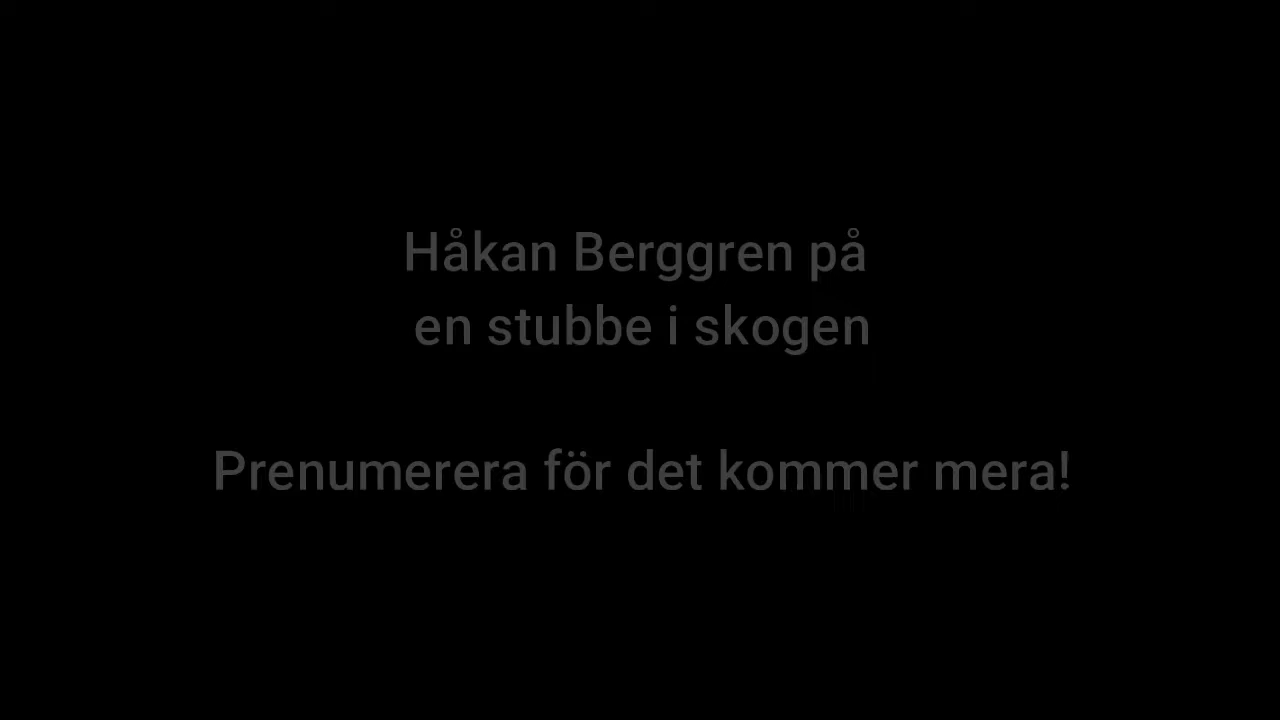 Håkan Berggren på
en stubbe i skogen
Prenumerera för det kommer mera!